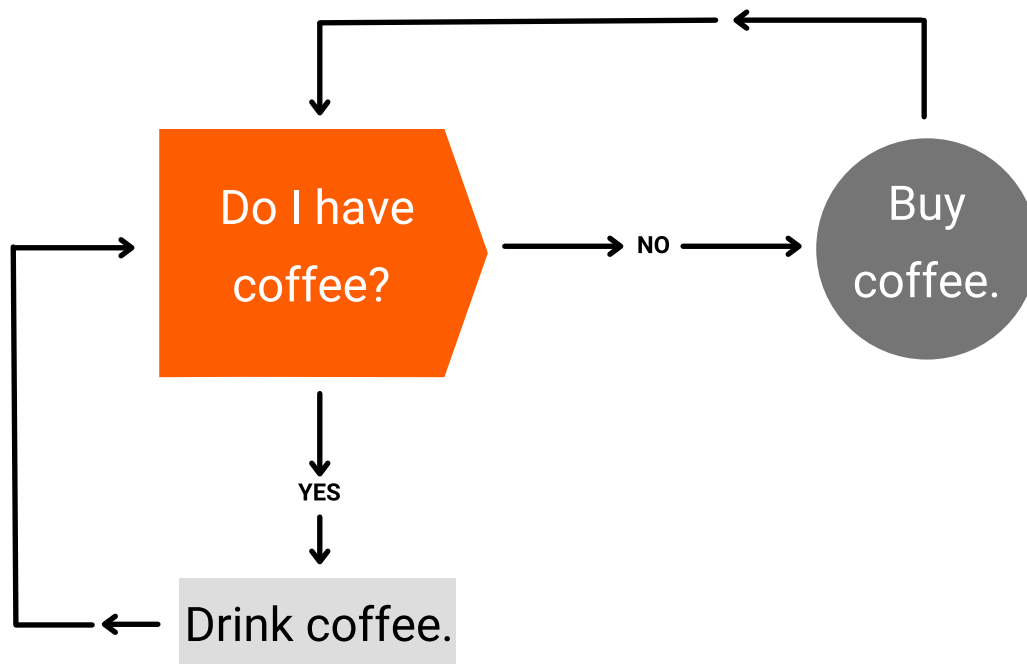 Do I have
coffee?
NO
Buy
coffee.
YES
Drink coffee.